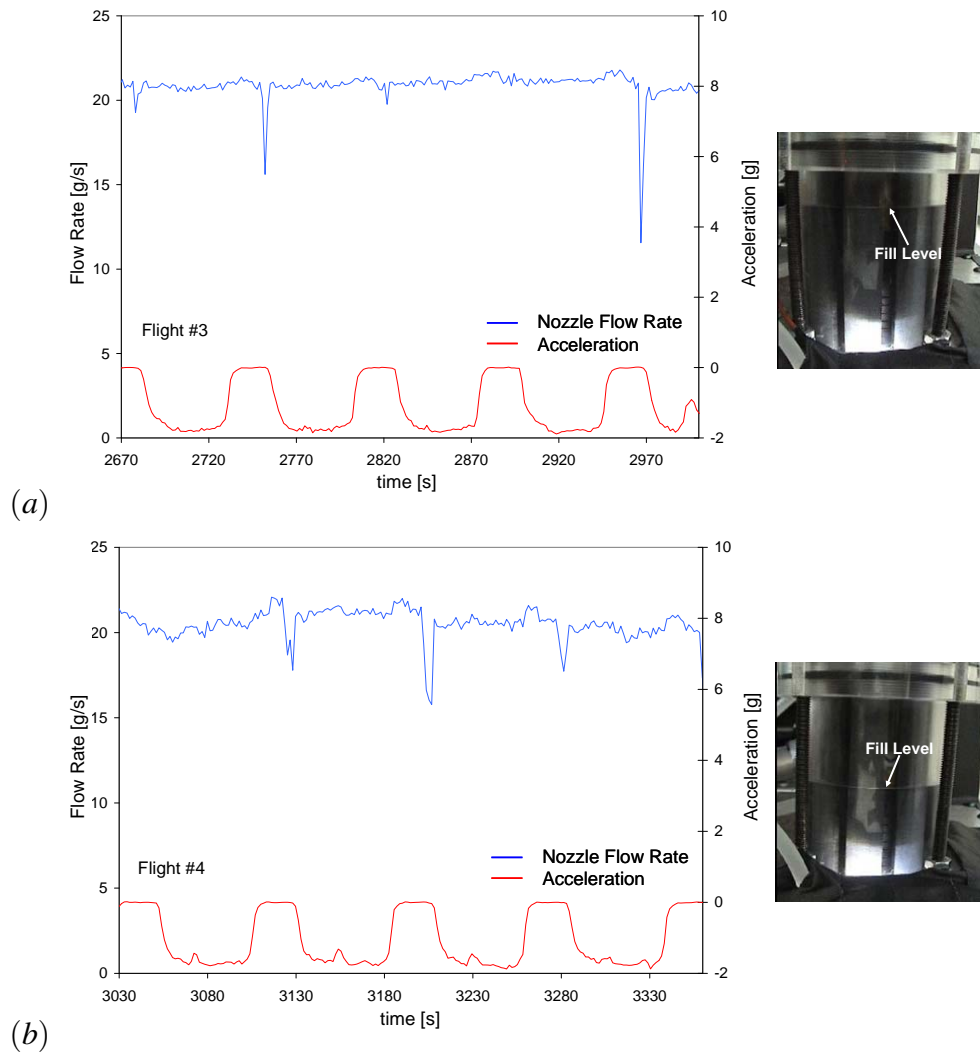 25
20
15
10
5
0
Flow Rate [g/s]
10
8
6
4
2
0
-2
Acceleration [g]
Flight #3
Nozzle Flow Rate
Acceleration
2670 2720 2770 2820 2870 2920 2970
time [s]
Fill Level
(a)
25
20
15
10
5
0
Flow Rate [g/s]
10
8
6
4
2
0
-2
Acceleration [g]
Flight #4
Nozzle Flow Rate
Acceleration
3030 3080 3130 3180 3230 3280 3330
time [s]
Fill Level
(b)